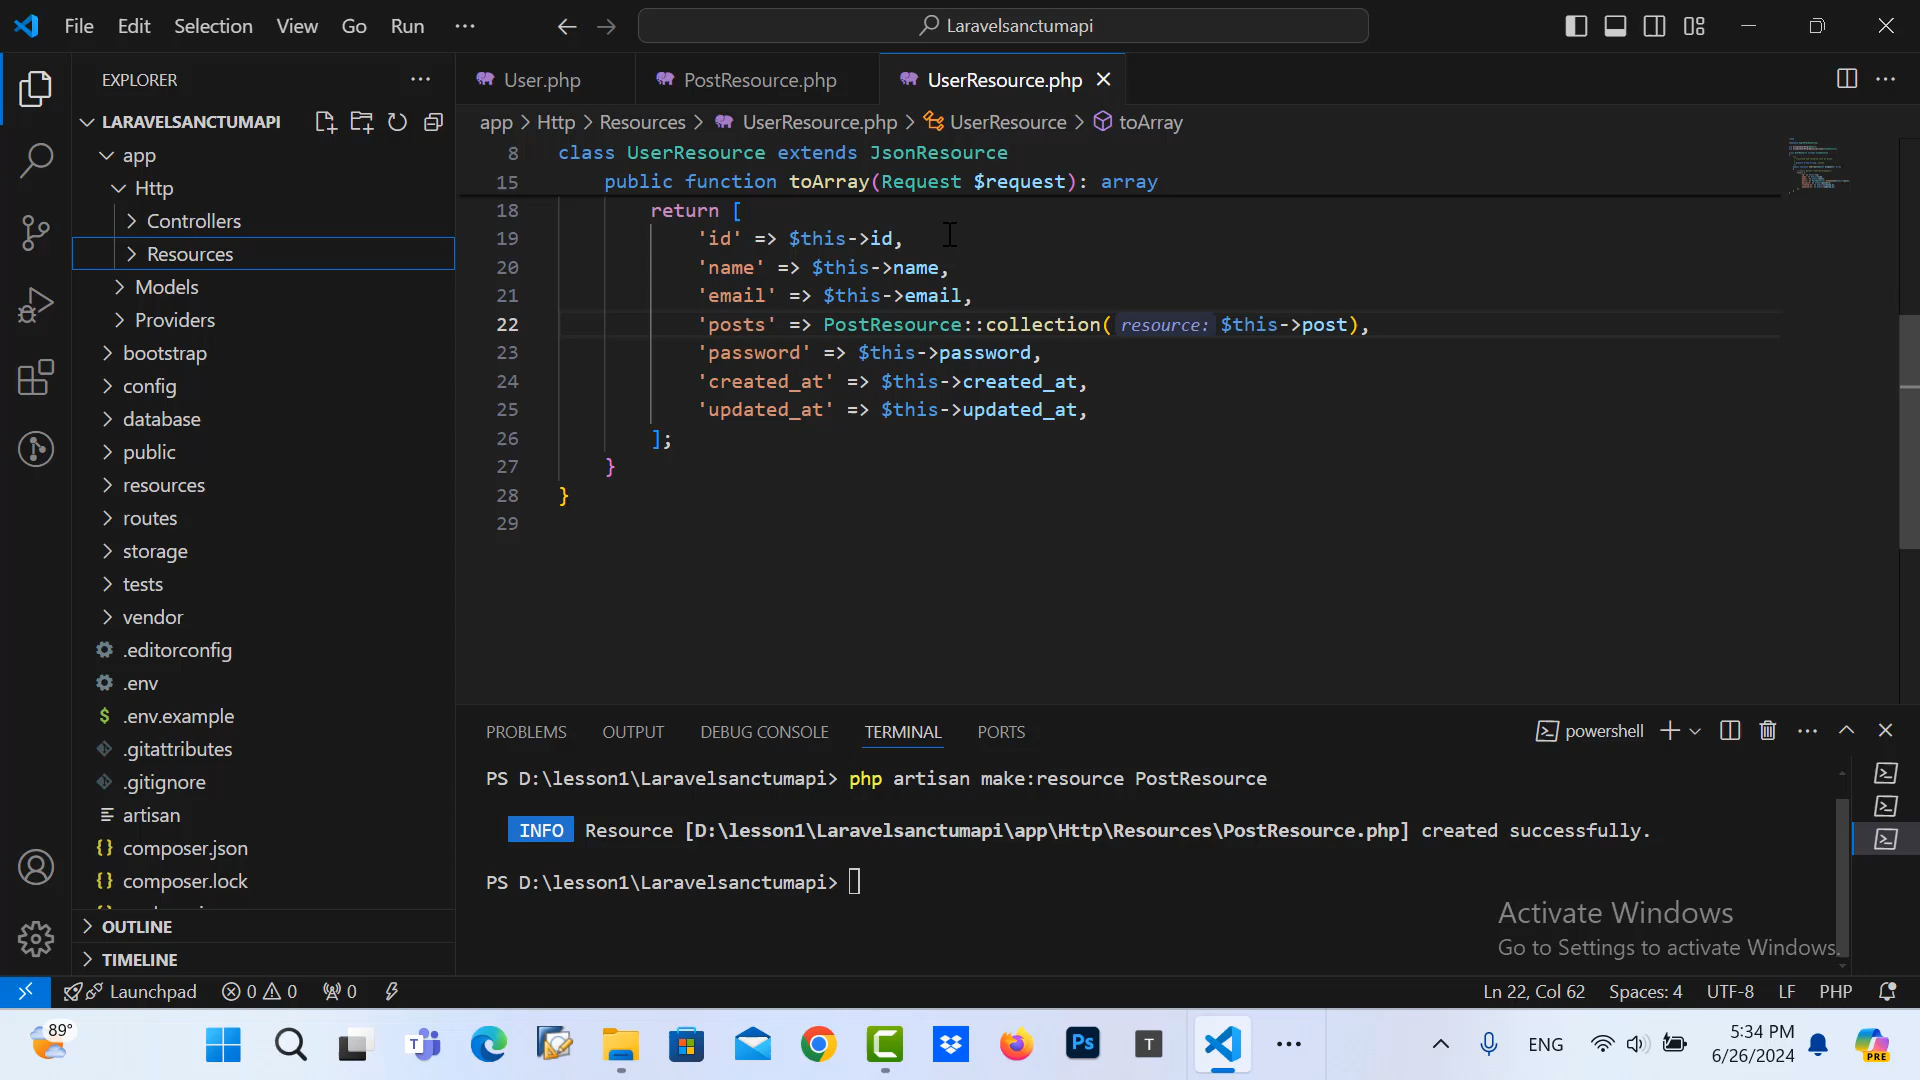 File Edit Selection View Go Run ···
Laravelsanctumapi
EXPLORER
LARAVELSANCTUMAPI
app
Http
Controllers
Resources
Models
Providers
bootstrap
config
database
public
resources
routes
storage
tests
vendor
.editorconfig
.env
.env.example
.gitattributes
.gitignore
artisan
composer.json
composer.lock
OUTLINE
TIMELINE
User.php PostResource.php UserResource.php
app > Http > Resources > UserResource.php > UserResource > toArray
8 class UserResource extends JsonResource
15 public function toArray(Request $request): array
18 return [
19 'id' => $this->id,
20 'name' => $this->name,
21 'email' => $this->email,
22 'posts' => PostResource::collection(resource: $this->post),
23 'password' => $this->password,
24 'created_at' => $this->created_at,
25 'updated_at' => $this->updated_at,
26 ];
27 }
28 }
29
PROBLEMS OUTPUT DEBUG CONSOLE TERMINAL PORTS
powershell
PS D:\lesson1\Laravelsanctumapi> php artisan make:resource PostResource
INFO Resource [D:\lesson1\Laravelsanctumapi\app\Http\Resources\PostResource.php] created successfully.
PS D:\lesson1\Laravelsanctumapi>
Activate Windows
Go to Settings to activate Windows.
Launchpad 0 0 0
Ln 22, Col 62 Spaces: 4 UTF-8 LF PHP
89°
Ps
T
ENG
5:34 PM
6/26/2024
PRE